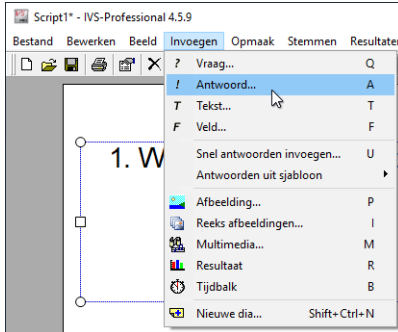 Script1* - IVS-Professional 4.5.9
Bestand Bewerken Beeld Invoegen Opmaak Stemmen Resultaten
? Vraag... Q
! Antwoord... A
T Tekst... T
F Veld... F
Snel antwoorden invoegen... U
Antwoorden uit sjabloon
Afbeelding... P
Reeks afbeeldingen... I
Multimedia... M
Resultaat R
Tijdbalk B
Nieuwe dia... Shift+Ctrl+N
1. W